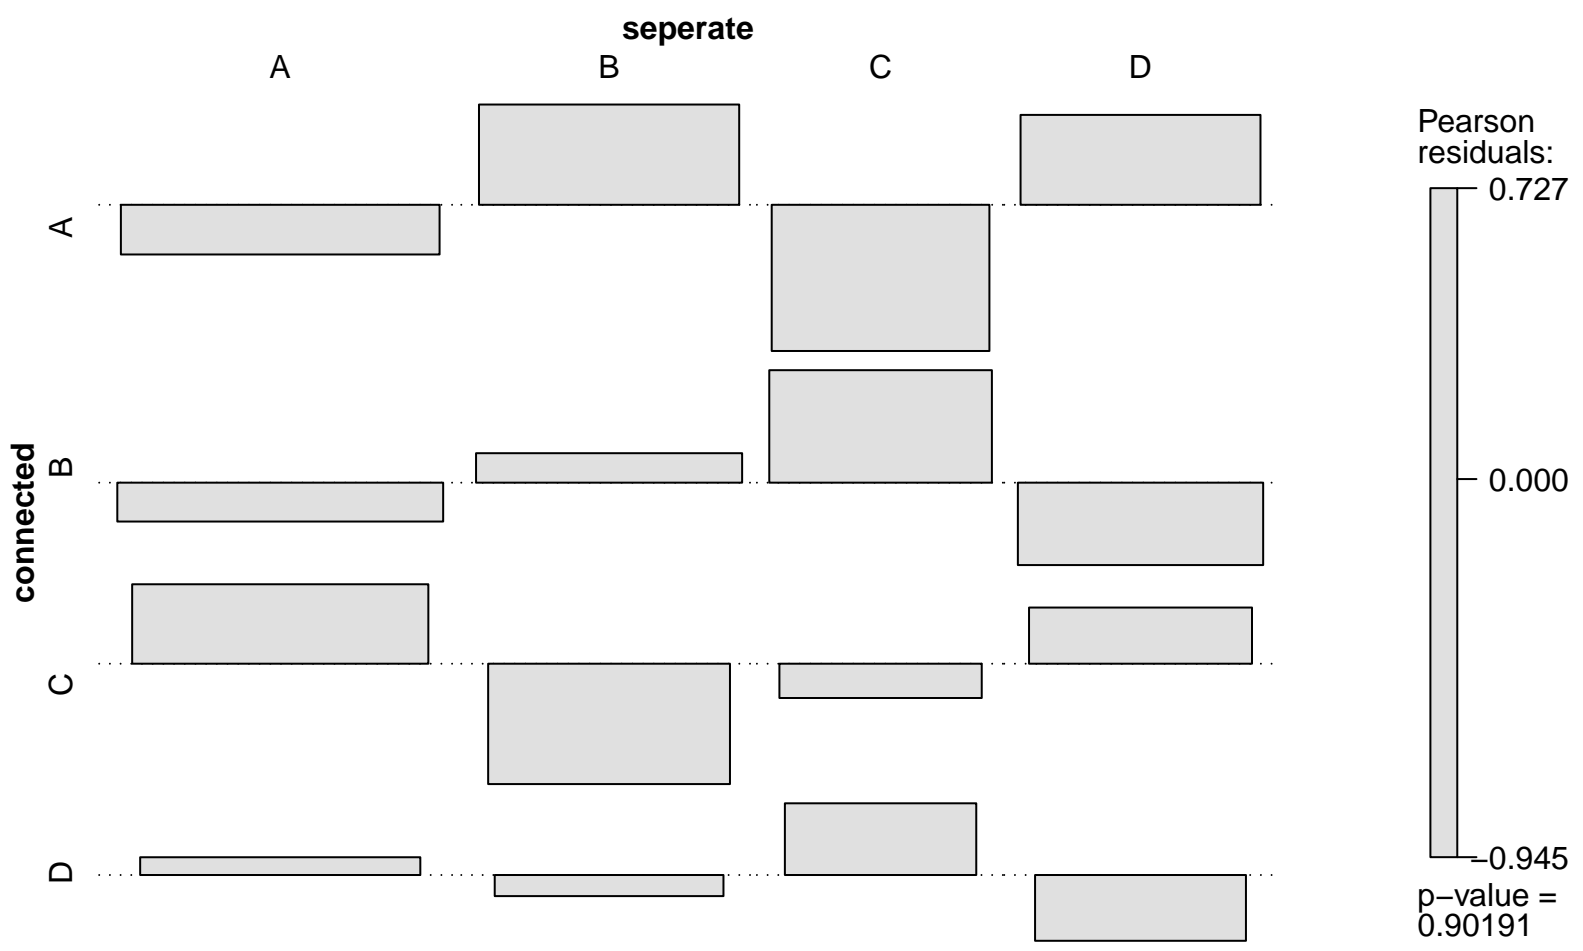 seperate
A B C D
connected
A
B
C
D
Pearson
residuals:
0.727
0.000
−0.945
p−value =
0.90191